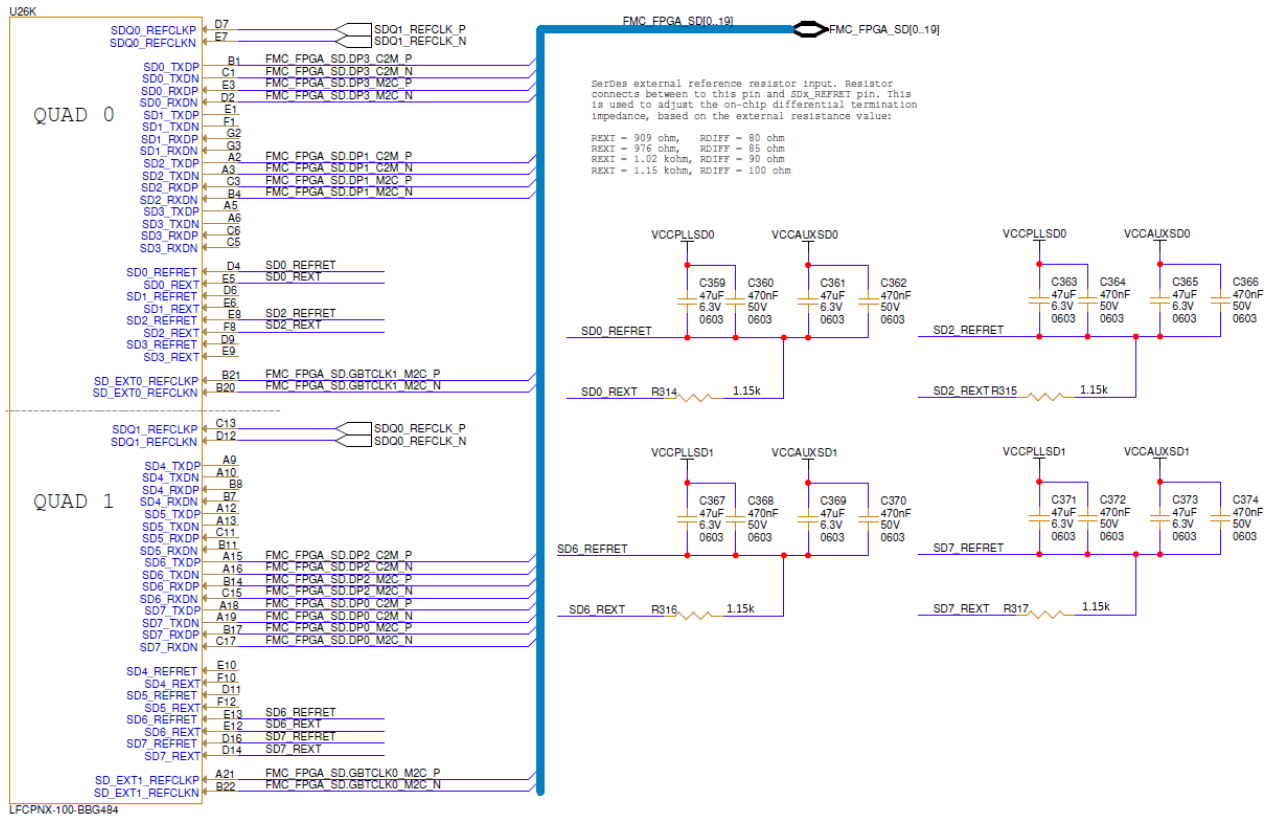 U26K
QUAD 0
SDQ0_REFCLKP D7 SDQ1_REFCLK_P
SDQ0_REFCLKN E7 SDQ1_REFCLK_N
SD0_TXDP B1 FMC_FPGA_SD.DP3_C2M_P
SD0_TXDN C1 FMC_FPGA_SD.DP3_C2M_N
SD0_RXDP E3 FMC_FPGA_SD.DP3_M2C_P
SD0_RXDN D2 FMC_FPGA_SD.DP3_M2C_N
SD1_TXDP E1
SD1_TXDN F1
SD1_RXDP G2
SD1_RXDN G3
SD2_TXDP A2 FMC_FPGA_SD.DP1_C2M_P
SD2_TXDN A3 FMC_FPGA_SD.DP1_C2M_N
SD2_RXDP C3 FMC_FPGA_SD.DP1_M2C_P
SD2_RXDN B4 FMC_FPGA_SD.DP1_M2C_N
SD3_TXDP A5
SD3_TXDN A6
SD3_RXDP C6
SD3_RXDN C5
SD0_REFRET D4 SD0_REFRET
SD0_REXT E5 SD0_REXT
SD1_REFRET D6
SD1_REXT E6
SD2_REFRET E8 SD2_REFRET
SD2_REXT F8 SD2_REXT
SD3_REFRET D9
SD3_REXT E9
SD_EXT0_REFCLKP B21 FMC_FPGA_SD.GBTCLK1_M2C_P
SD_EXT0_REFCLKN B20 FMC_FPGA_SD.GBTCLK1_M2C_N
QUAD 1
SDQ1_REFCLKP C13 SDQ0_REFCLK_P
SDQ1_REFCLKN D12 SDQ0_REFCLK_N
SD4_TXDP A9
SD4_TXDN A10
SD4_RXDP B8
SD4_RXDN B7
SD5_TXDP A12
SD5_TXDN A13
SD5_RXDP C11
SD5_RXDN B11
SD6_TXDP A15 FMC_FPGA_SD.DP2_C2M_P
SD6_TXDN A16 FMC_FPGA_SD.DP2_C2M_N
SD6_RXDP B14 FMC_FPGA_SD.DP2_M2C_P
SD6_RXDN C15 FMC_FPGA_SD.DP2_M2C_N
SD7_TXDP A18 FMC_FPGA_SD.DP0_C2M_P
SD7_TXDN A19 FMC_FPGA_SD.DP0_C2M_N
SD7_RXDP B17 FMC_FPGA_SD.DP0_M2C_P
SD7_RXDN C17 FMC_FPGA_SD.DP0_M2C_N
SD4_REFRET E10
SD4_REXT F10
SD5_REFRET D11
SD5_REXT F12
SD6_REFRET E13 SD6_REFRET
SD6_REXT E12 SD6_REXT
SD7_REFRET D16 SD7_REFRET
SD7_REXT D14 SD7_REXT
SD_EXT1_REFCLKP A21 FMC_FPGA_SD.GBTCLK0_M2C_P
SD_EXT1_REFCLKN B22 FMC_FPGA_SD.GBTCLK0_M2C_N
LFCPNX-100-BBG484
FMC_FPGA_SD[0..19] FMC_FPGA_SD[0..19]
SerDes external reference resistor input. Resistor
connects between to this pin and SDx_REFRET pin. This
is used to adjust the on-chip differential termination
impedance, based on the external resistance value:
REXT = 909 ohm, RDIFF = 80 ohm
REXT = 976 ohm, RDIFF = 85 ohm
REXT = 1.02 kohm, RDIFF = 90 ohm
REXT = 1.15 kohm, RDIFF = 100 ohm
VCCPLLSD0 VCCAUXSD0
C359 C360 C361 C362
47uF 470nF 47uF 470nF
6.3V 50V 6.3V 50V
0603 0603 0603 0603
SD0_REFRET
SD0_REXT R314 1.15k
VCCPLLSD0 VCCAUXSD0
C363 C364 C365 C366
47uF 470nF 47uF 470nF
6.3V 50V 6.3V 50V
0603 0603 0603 0603
SD2_REFRET
SD2_REXT R315 1.15k
VCCPLLSD1 VCCAUXSD1
C367 C368 C369 C370
47uF 470nF 47uF 470nF
6.3V 50V 6.3V 50V
0603 0603 0603 0603
SD6_REFRET
SD6_REXT R316 1.15k
VCCPLLSD1 VCCAUXSD1
C371 C372 C373 C374
47uF 470nF 47uF 470nF
6.3V 50V 6.3V 50V
0603 0603 0603 0603
SD7_REFRET
SD7_REXT R317 1.15k